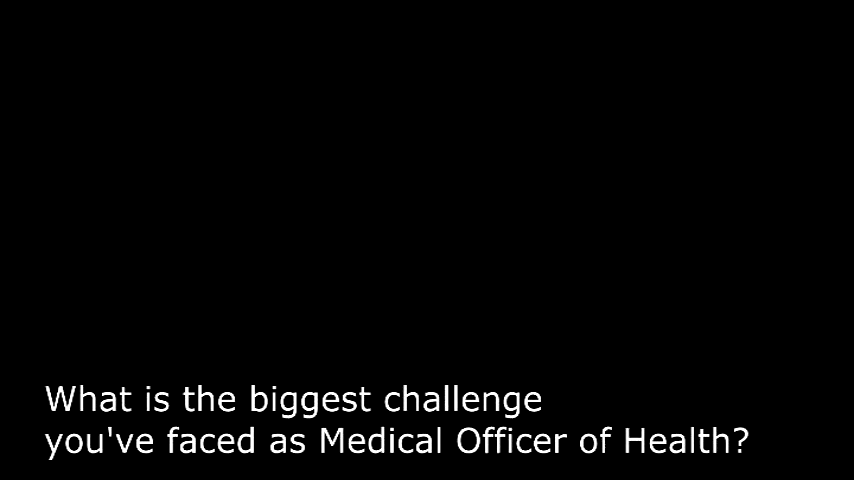 What is the biggest challenge
you've faced as Medical Officer of Health?